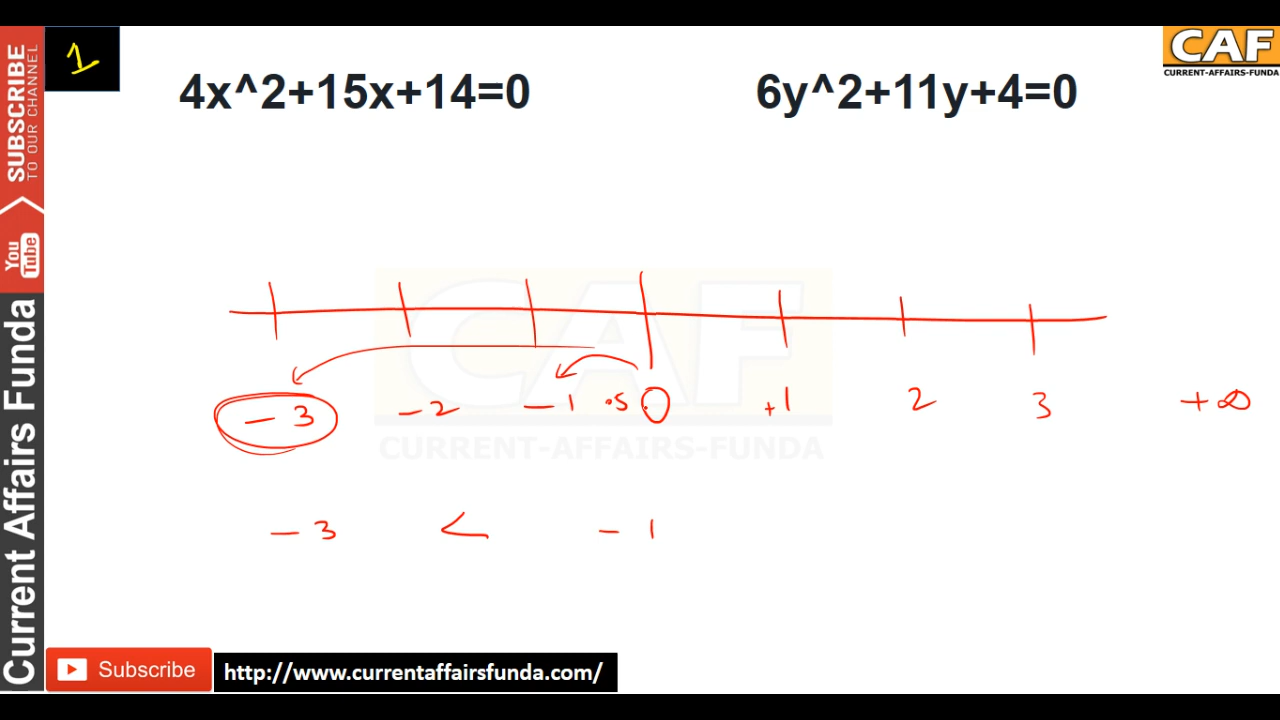 1
CAF
CURRENT-AFFAIRS-FUNDA.COM
4x^2+15x+14=0
6y^2+11y+4=0
SUBSCRIBE
TO OUR CHANNEL
You
Tube
Current Affairs Funda
CAF
- 3 - 2 - 1 .5 0 +1 2 3 +∞
CURRENT-AFFAIRS-FUNDA
- 3 < - 1
Subscribe
http://www.currentaffairsfunda.com/